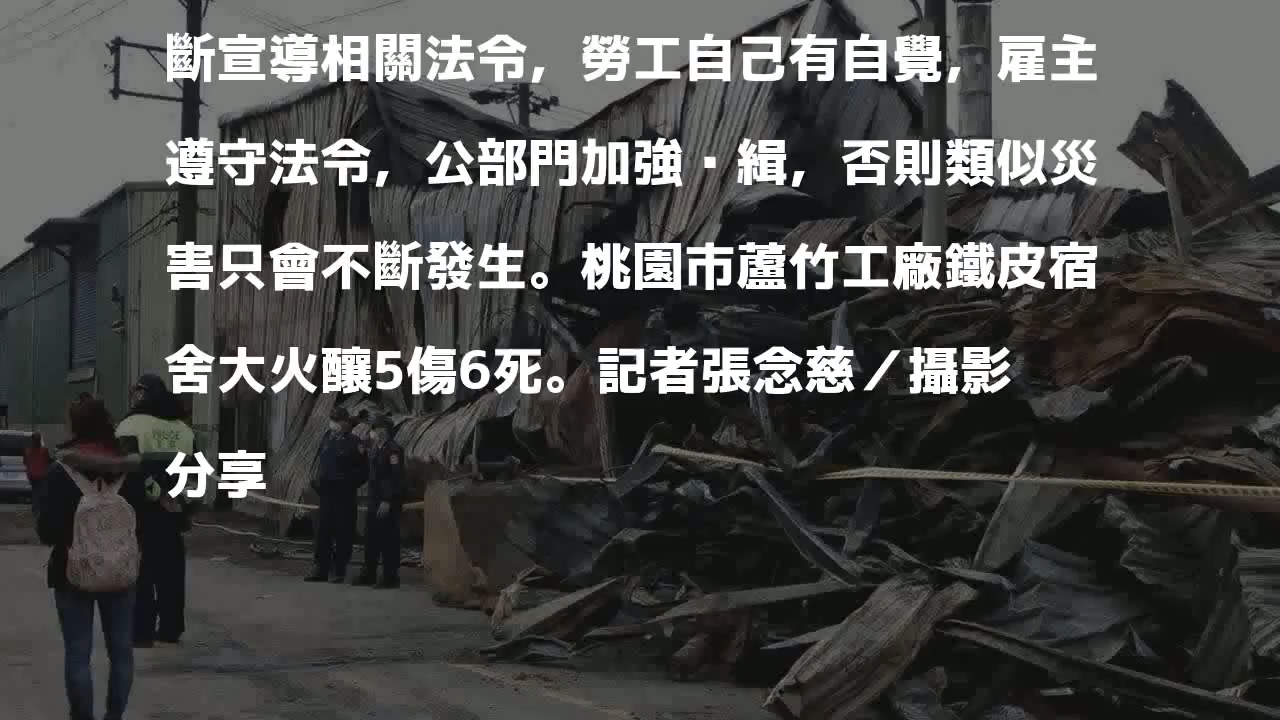 斷宣導相關法令，勞工自己有自覺，雇主
遵守法令，公部門加強·緝，否則類似災
害只會不斷發生。桃園市蘆竹工廠鐵皮宿
舍大火釀5傷6死。記者張念慈／攝影
分享
POLICE